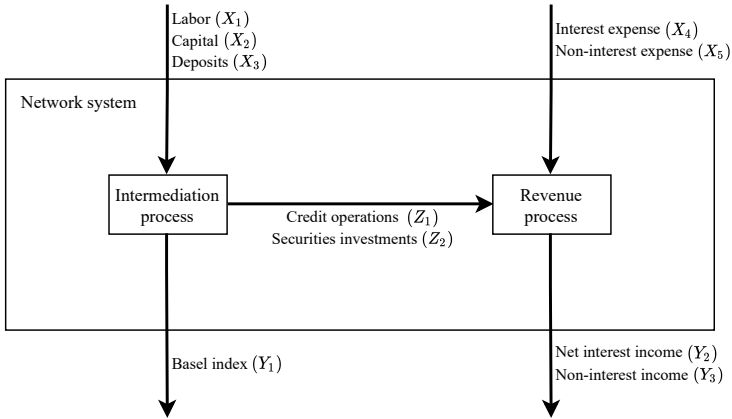 Labor (X₁)
Capital (X₂)
Deposits (X₃)
Interest expense (X₄)
Non-interest expense (X₅)
Network system
Intermediation
process
Revenue
process
Credit operations (Z₁)
Securities investments (Z₂)
Basel index (Y₁)
Net interest income (Y₂)
Non-interest income (Y₃)